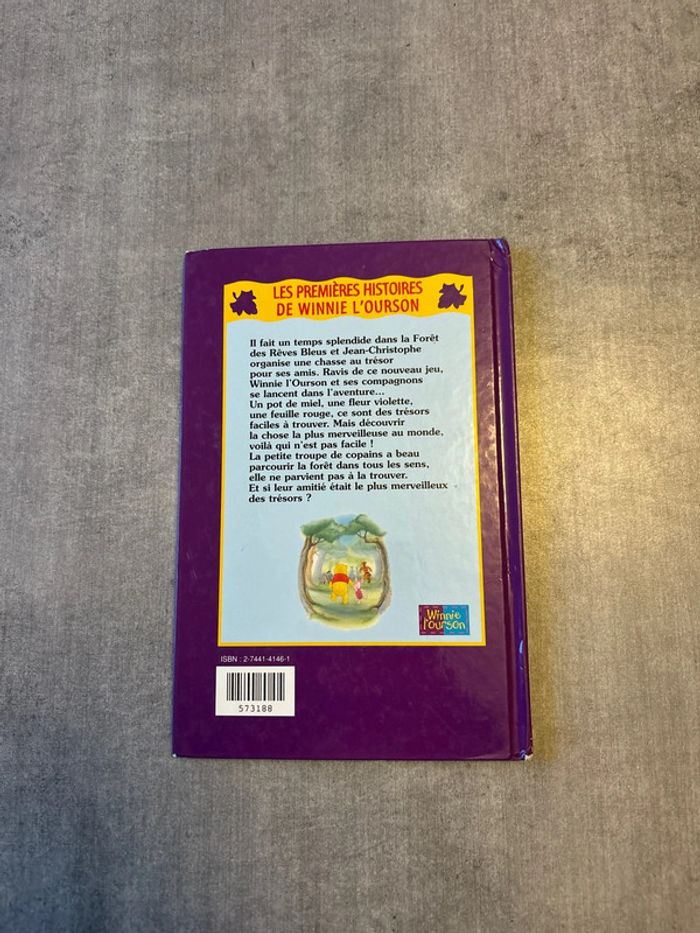 LES PREMIÈRES HISTOIRES
DE WINNIE L'OURSON
Il fait un temps splendide dans la Forêt
des Rêves Bleus et Jean-Christophe
organise une chasse au trésor
pour ses amis. Ravis de ce nouveau jeu,
Winnie l'Ourson et ses compagnons
se lancent dans l'aventure...
Un pot de miel, une fleur violette,
une feuille rouge, ce sont des trésors
faciles à trouver. Mais découvrir
la chose la plus merveilleuse au monde,
voilà qui n'est pas facile !
La petite troupe de copains a beau
parcourir la forêt dans tous les sens,
elle ne parvient pas à la trouver.
Et si leur amitié était le plus merveilleux
des trésors ?
Winnie
l'ourson
ISBN : 2-7441-4146-1
573188